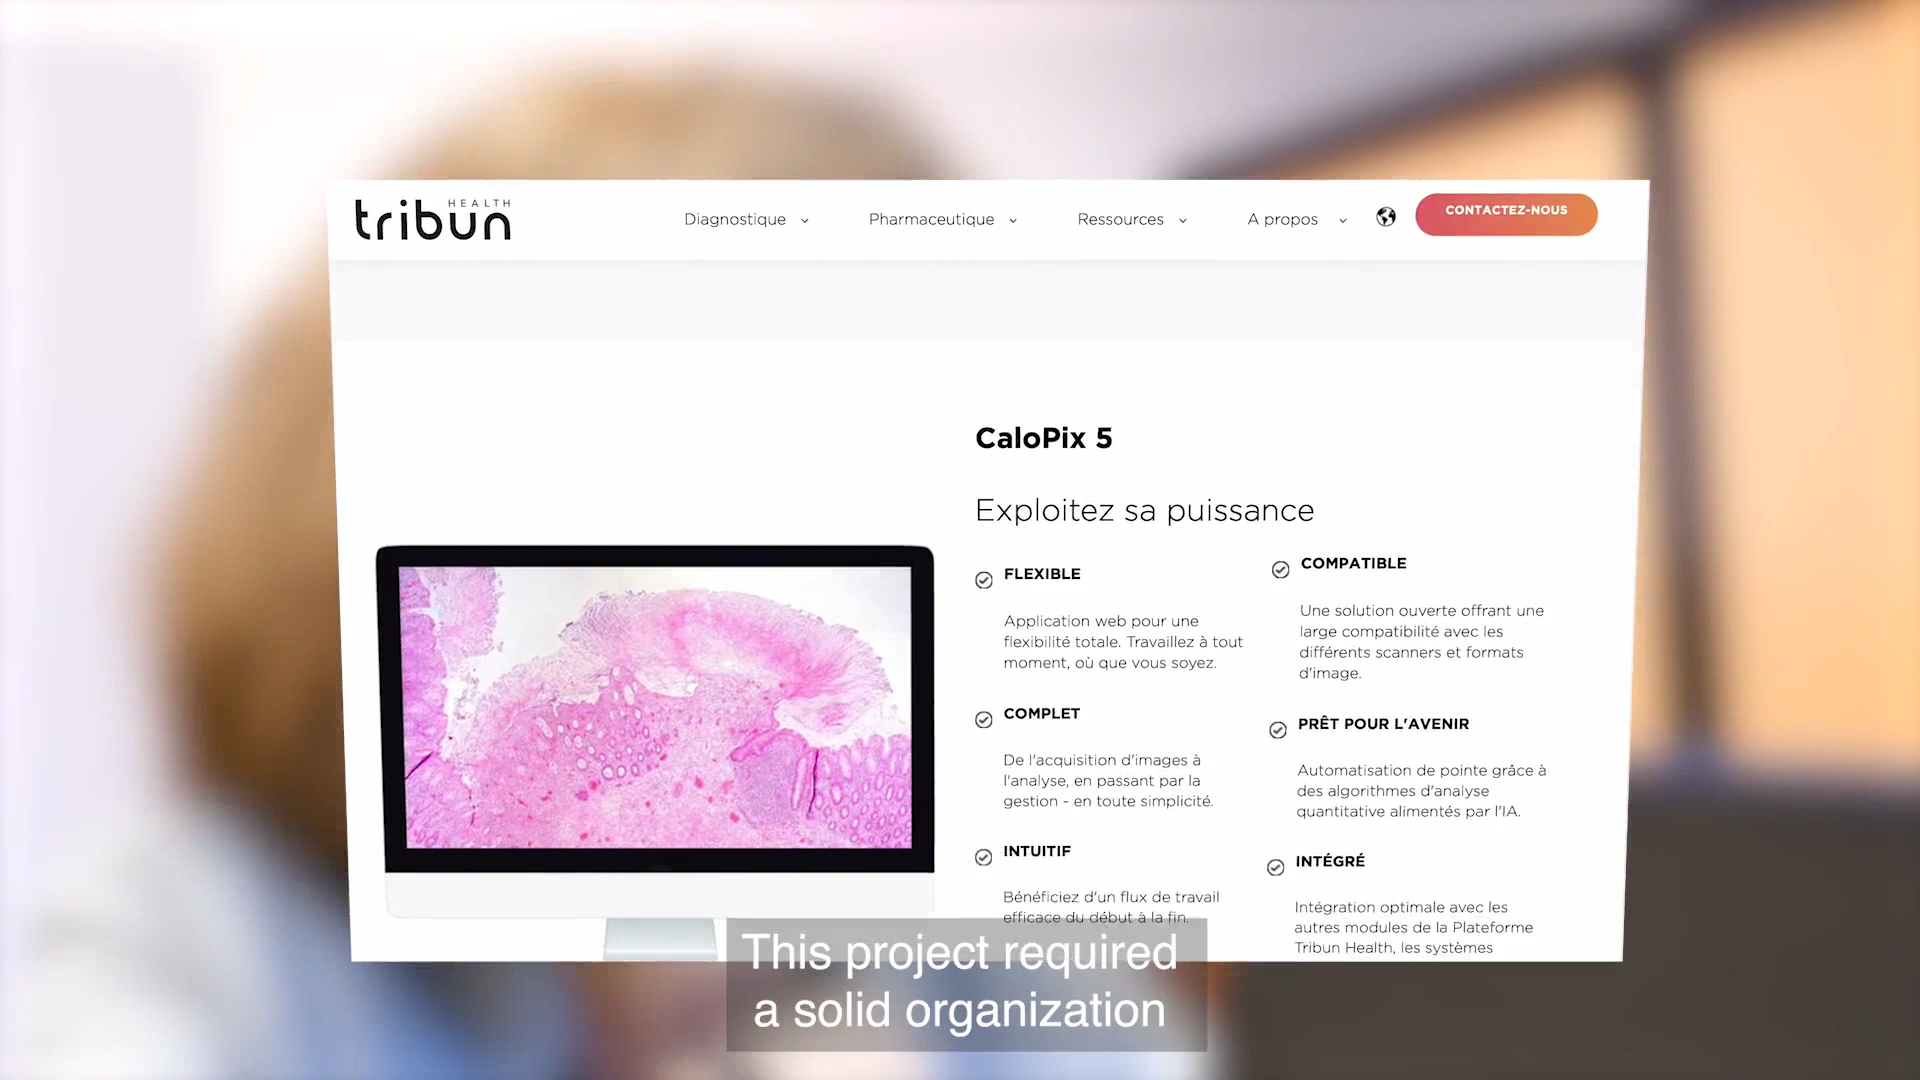 tribun
HEALTH
Diagnostique
Pharmaceutique
Ressources
A propos
CONTACTEZ-NOUS
CaloPix 5
Exploitez sa puissance
FLEXIBLE
Application web pour une
flexibilité totale. Travaillez à tout
moment, où que vous soyez.
COMPLET
De l'acquisition d'images à
l'analyse, en passant par la
gestion - en toute simplicité.
INTUITIF
Bénéficiez d'un flux de travail
efficace du début à la fin.
COMPATIBLE
Une solution ouverte offrant une
large compatibilité avec les
différents scanners et formats
d'image.
PRÊT POUR L'AVENIR
Automatisation de pointe grâce à
des algorithmes d'analyse
quantitative alimentés par l'IA.
INTÉGRÉ
Intégration optimale avec les
autres modules de la Plateforme
Tribun Health, les systèmes
This project required
a solid organization